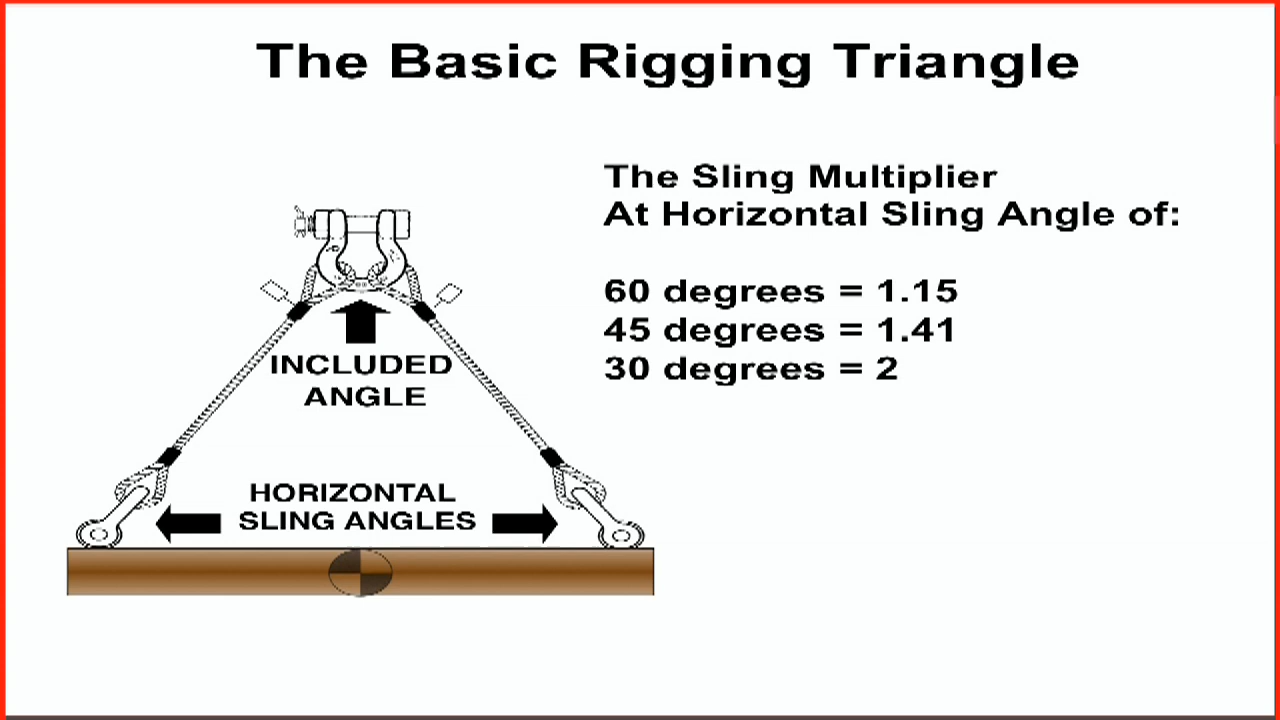 The Basic Rigging Triangle
The Sling Multiplier
At Horizontal Sling Angle of:
60 degrees = 1.15
45 degrees = 1.41
30 degrees = 2
INCLUDED
ANGLE
HORIZONTAL
SLING ANGLES